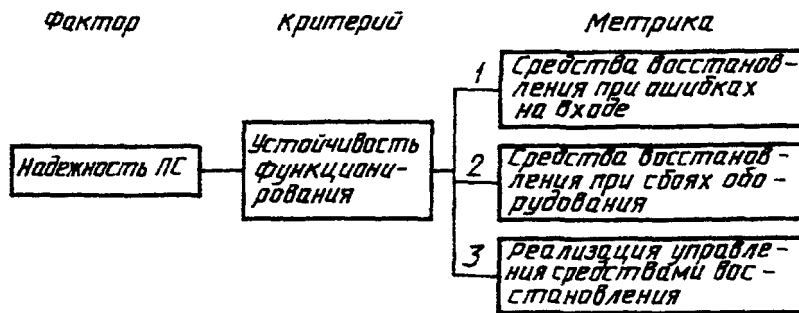 Фактор Критерий Метрика
1
Средства восстанов-
ления при ошибках
на входе
Надежность ПС
Устойчивость
функциони-
рования
2
Средства восстанов-
ления при сбоях обо-
рудования
3
Реализация управле-
ния средствами вос-
становления